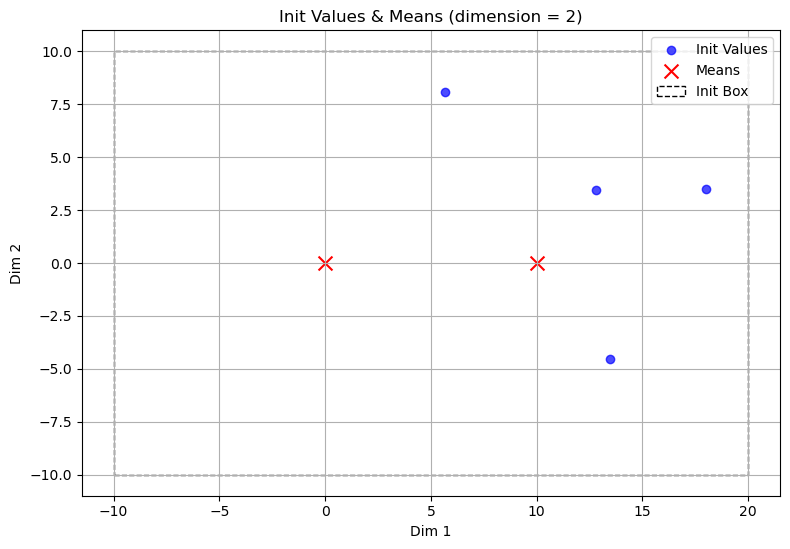 Init Values & Means (dimension = 2)
Init Values
Means
Init Box
10.0
7.5
5.0
2.5
0.0
−2.5
−5.0
−7.5
−10.0
Dim 2
−10
−5
0
5
10
15
20
Dim 1